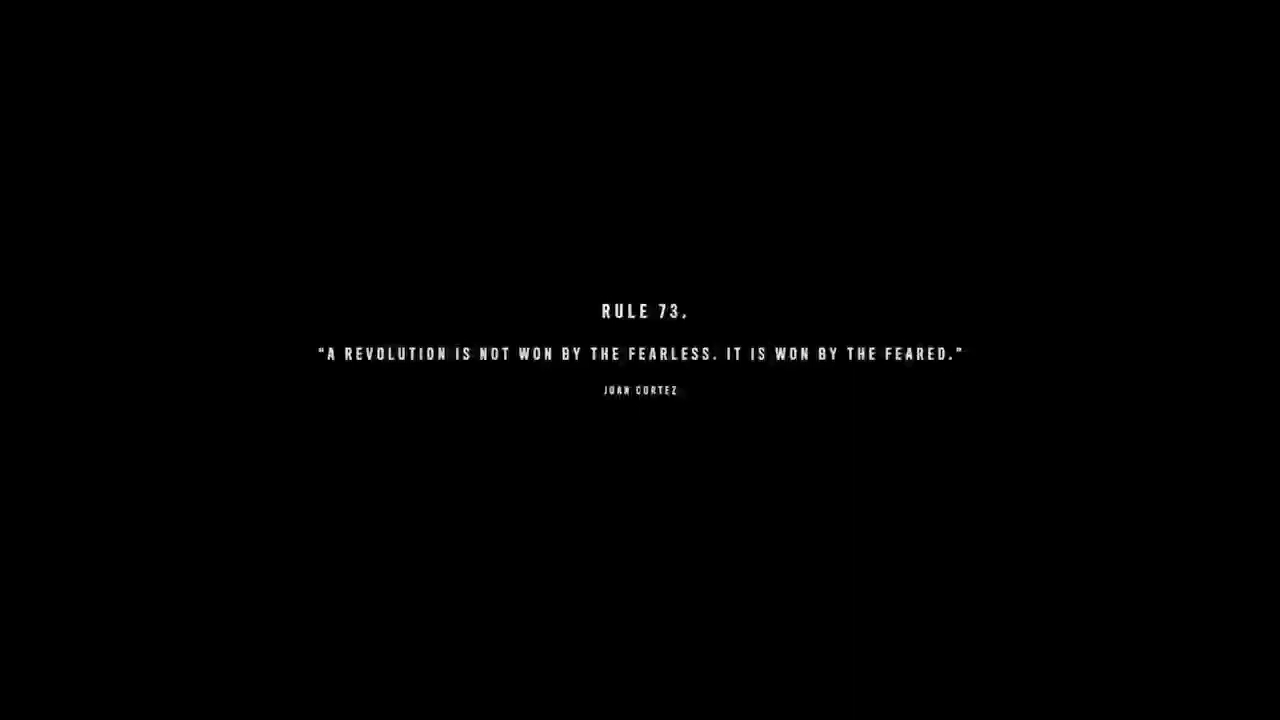 RULE 73.
“A REVOLUTION IS NOT WON BY THE FEARLESS. IT IS WON BY THE FEARED.”
JUAN CORTEZ